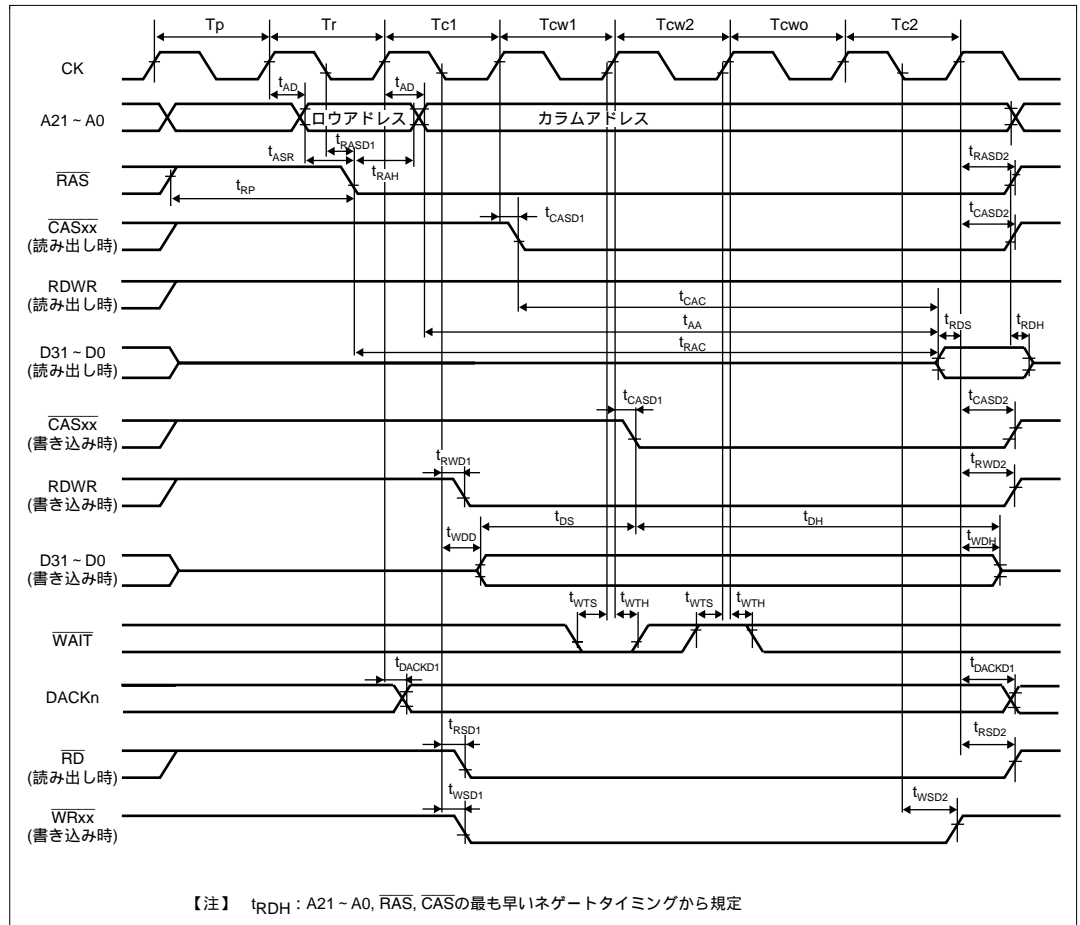 Tp Tr Tc1 Tcw1 Tcw2 Tcwo Tc2
CK
tAD tAD
A21 ~ A0 ロウアドレス カラムアドレス
tRASD1
tASR tRAH tRASD2
RAS
tRP
tCASD1 tCASD2
CASxx
(読み出し時)
RDWR
(読み出し時)
tCAC
tAA tRDS tRDH
tRAC
D31 ~ D0
(読み出し時)
tCASD1 tCASD2
CASxx
(書き込み時)
tRWD1 tRWD2
RDWR
(書き込み時)
tDS tDH
tWDD tWDH
D31 ~ D0
(書き込み時)
tWTS tWTH tWTS tWTH
WAIT
tDACKD1 tDACKD1
DACKn
tRSD1 tRSD2
RD
(読み出し時)
tWSD1 tWSD2
WRxx
(書き込み時)
【注】 tRDH : A21 ~ A0, RAS, CASの最も早いネゲートタイミングから規定